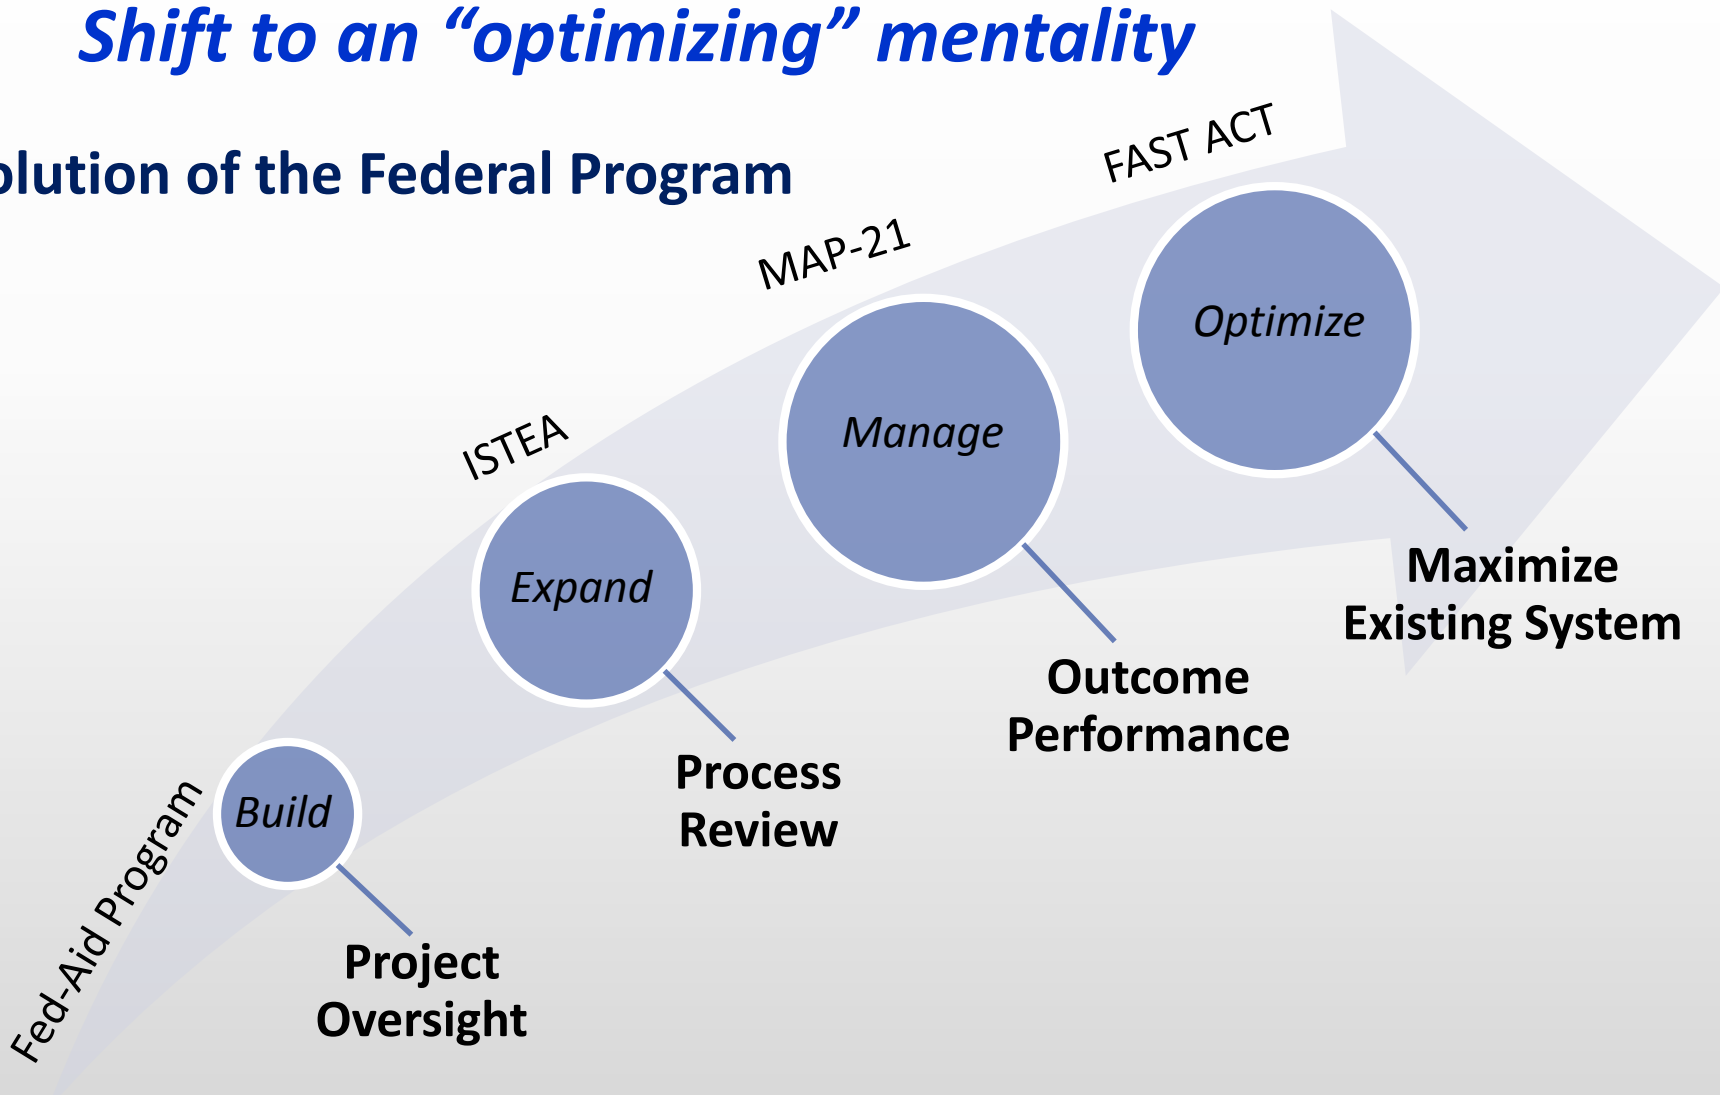 Shift to an “optimizing” mentality
olution of the Federal Program
FAST ACT
MAP-21
ISTEA
Fed-Aid Program
Optimize
Manage
Expand
Build
Maximize
Existing System
Outcome
Performance
Process
Review
Project
Oversight